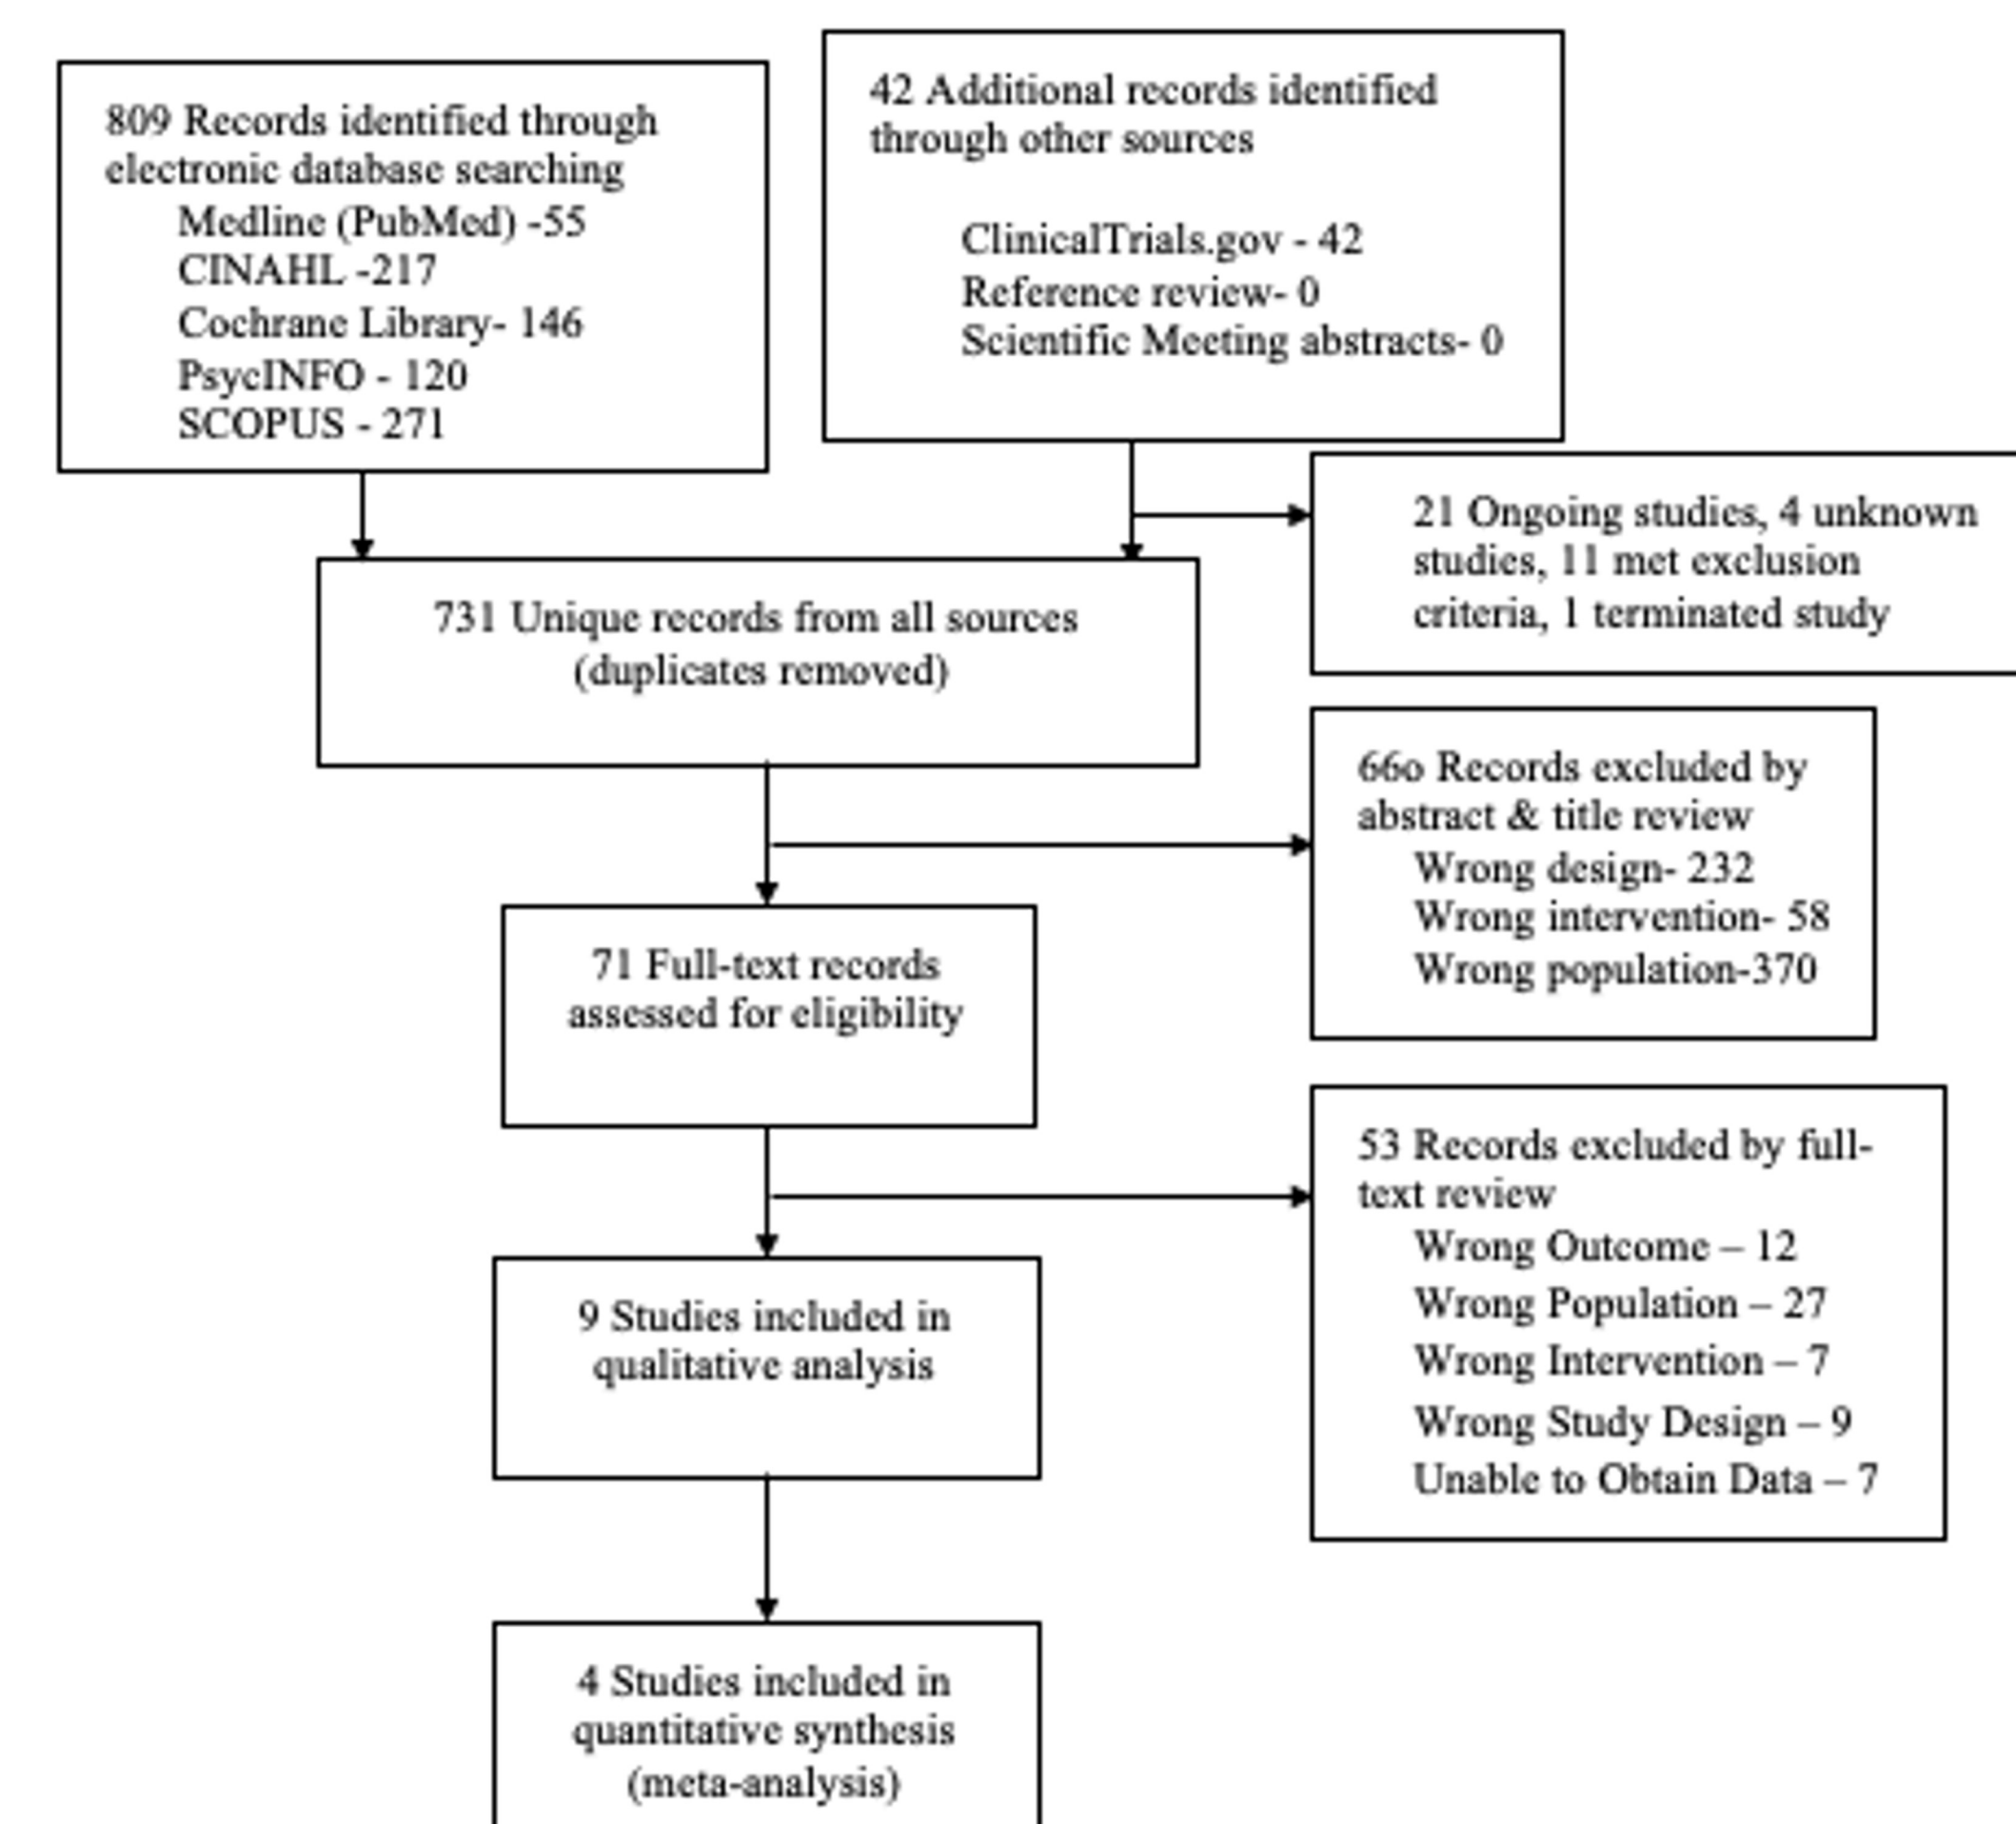 809 Records identified through
electronic database searching
Medline (PubMed) -55
CINAHL -217
Cochrane Library- 146
PsycINFO - 120
SCOPUS - 271
42 Additional records identified
through other sources
ClinicalTrials.gov - 42
Reference review- 0
Scientific Meeting abstracts- 0
21 Ongoing studies, 4 unknown
studies, 11 met exclusion
criteria, 1 terminated study
731 Unique records from all sources
(duplicates removed)
66o Records excluded by
abstract & title review
Wrong design- 232
Wrong intervention- 58
Wrong population-370
71 Full-text records
assessed for eligibility
53 Records excluded by full-
text review
Wrong Outcome – 12
Wrong Population – 27
Wrong Intervention – 7
Wrong Study Design – 9
Unable to Obtain Data – 7
9 Studies included in
qualitative analysis
4 Studies included in
quantitative synthesis
(meta-analysis)